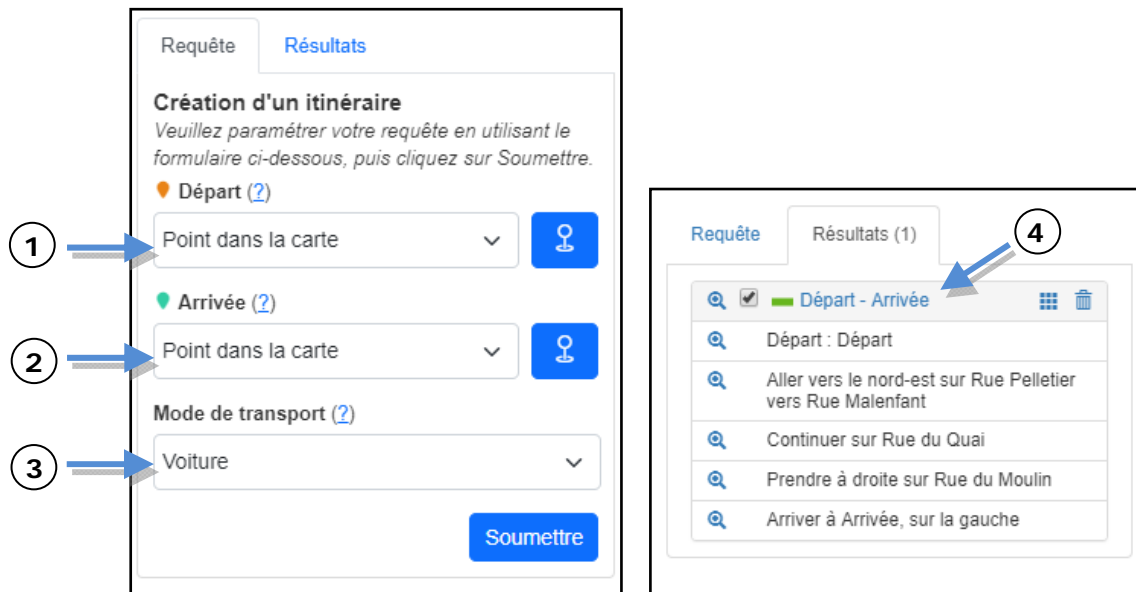 Requête Résultats
Création d'un itinéraire
Veuillez paramétrer votre requête en utilisant le
formulaire ci-dessous, puis cliquez sur Soumettre.
Départ (?)
1
Point dans la carte
Arrivée (?)
2
Point dans la carte
Mode de transport (?)
3
Voiture
Soumettre
Requête Résultats (1)
4
Départ - Arrivée
Départ : Départ
Aller vers le nord-est sur Rue Pelletier
vers Rue Malenfant
Continuer sur Rue du Quai
Prendre à droite sur Rue du Moulin
Arriver à Arrivée, sur la gauche